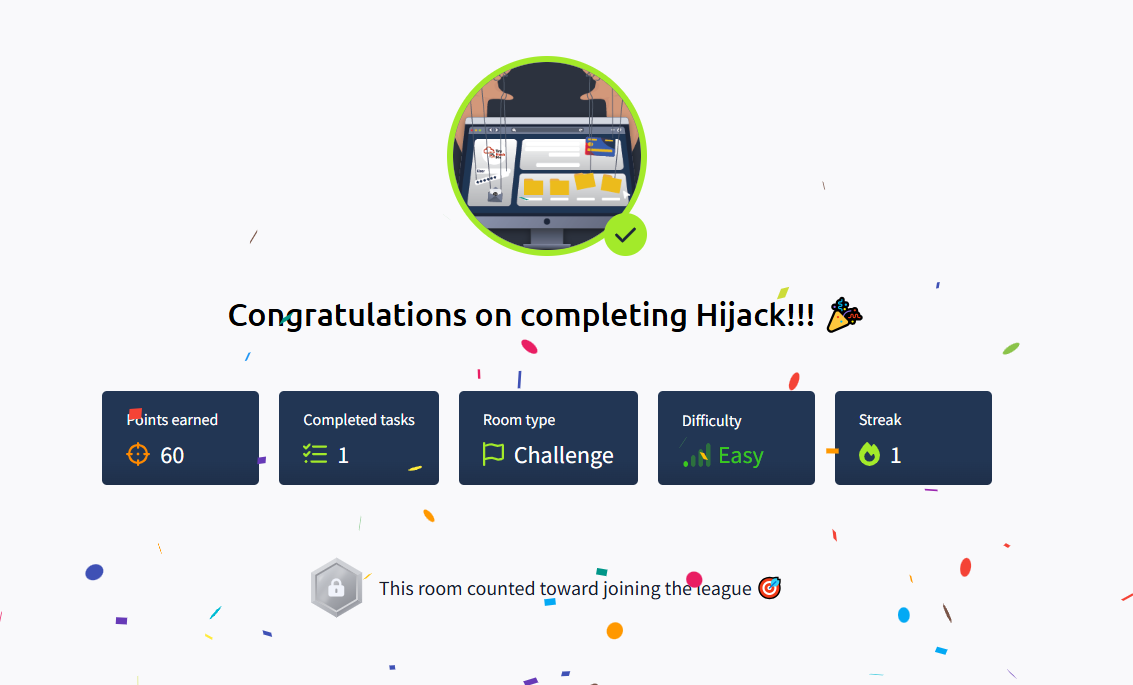 Congratulations on completing Hijack!!! 🎉
Points earned
60
Completed tasks
1
Room type
Challenge
Difficulty
Easy
Streak
1
This room counted toward joining the league 🎯